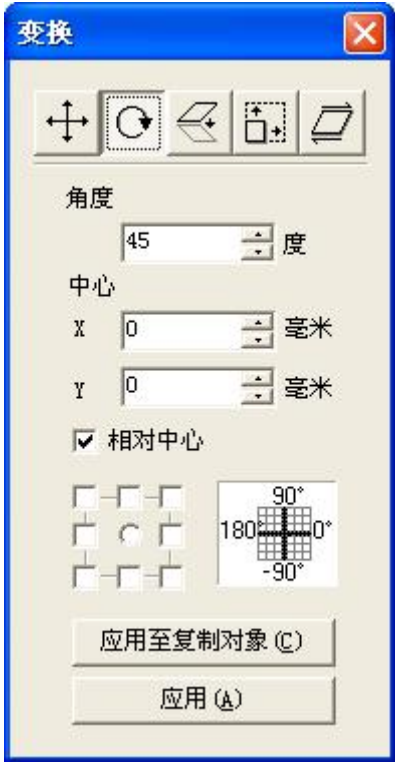 变换
角度
45 度
中心
X 0 毫米
Y 0 毫米
相对中心
90°
180° 0°
-90°
应用至复制对象(C)
应用(A)